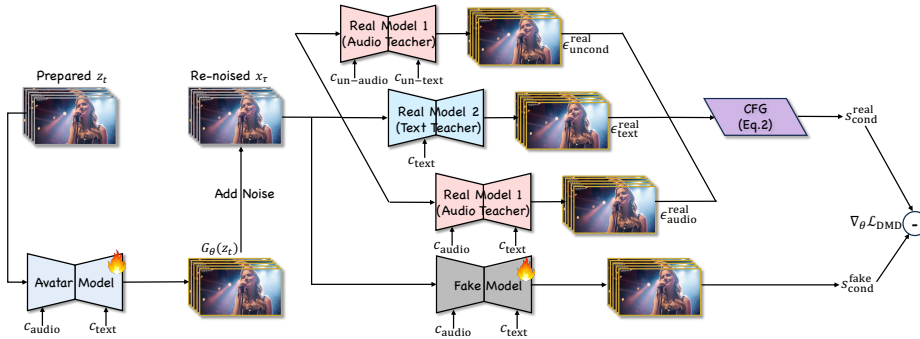 Prepared z_t
Re-noised x_τ
Real Model 1
(Audio Teacher)
c_un−audio
c_un−text
ϵ^real_uncond
Real Model 2
(Text Teacher)
c_text
ϵ^real_text
CFG
(Eq.2)
s^real_cond
Add Noise
Real Model 1
(Audio Teacher)
c_audio
c_text
ϵ^real_audio
∇_θ ℒ_DMD
-
G_θ(z_t)
Avatar Model
c_audio
c_text
Fake Model
c_audio
c_text
s^fake_cond